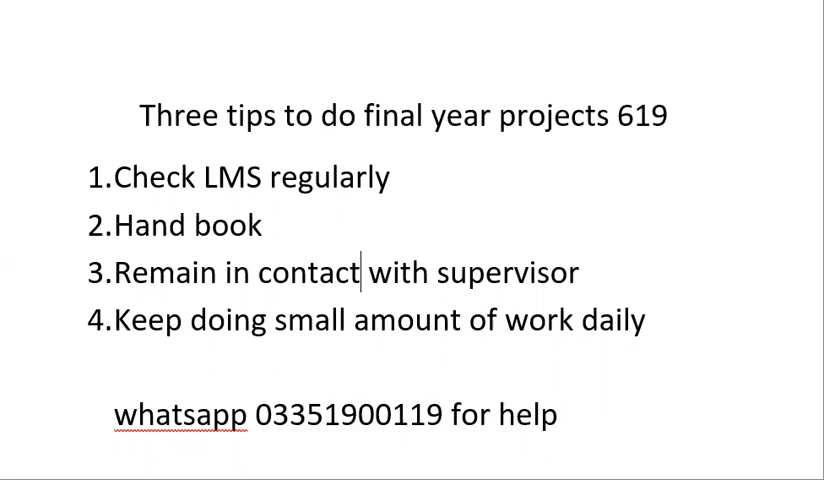 Three tips to do final year projects 619
1.Check LMS regularly
2.Hand book
3.Remain in contact with supervisor
4.Keep doing small amount of work daily
whatsapp 03351900119 for help